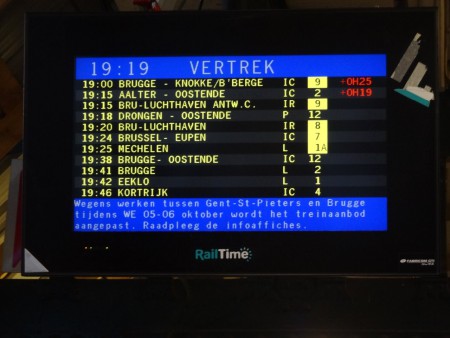 19:19 VERTREK
19:00 BRUGGE - KNOKKE/B'BERGE IC 9 +0H25
19:15 AALTER - OOSTENDE IC 2 +0H19
19:15 BRU-LUCHTHAVEN ANTW.C. IR 9
19:18 DRONGEN - OOSTENDE P 12
19:20 BRU-LUCHTHAVEN IR 8
19:24 BRUSSEL- EUPEN IC 7
19:25 MECHELEN L 1A
19:38 BRUGGE- OOSTENDE IC 12
19:41 BRUGGE L 2
19:42 EEKLO L 1
19:46 KORTRIJK IC 4
Wegens werken tussen Gent-St-Pieters en Brugge
tijdens WE 05-06 oktober wordt het treinaanbod
aangepast. Raadpleeg de infoaffiches.
RailTime